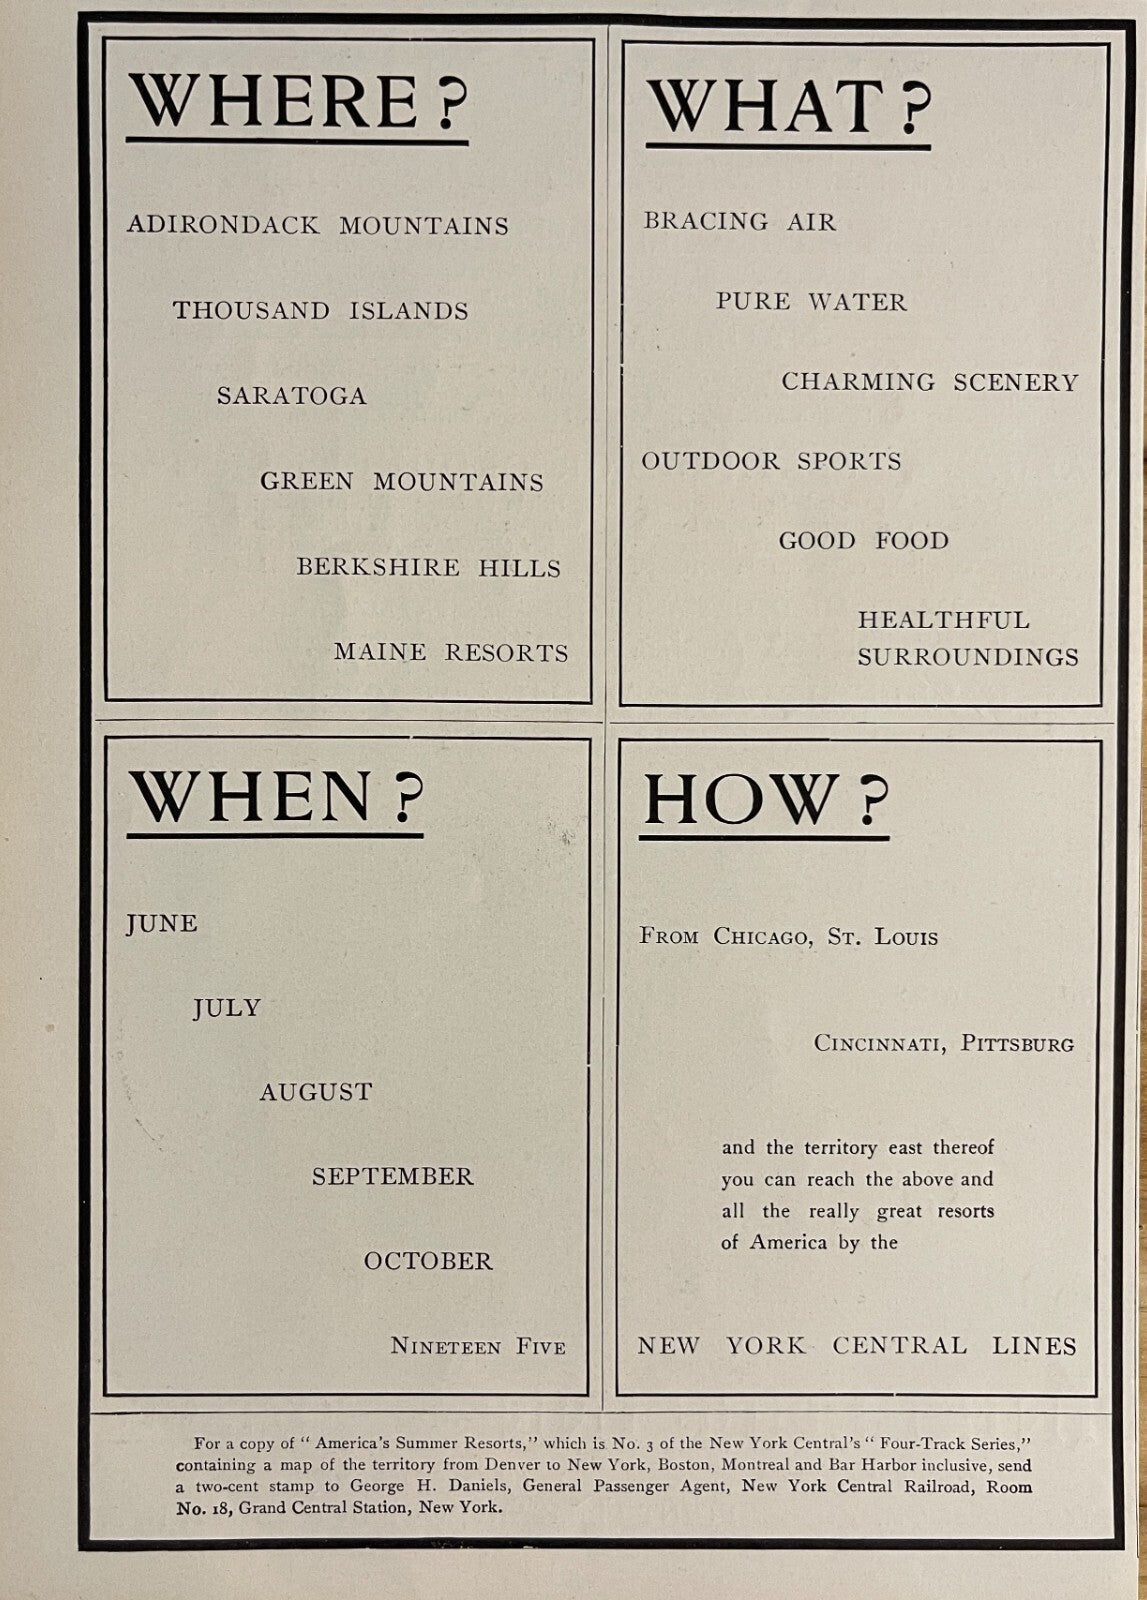 WHERE?
ADIRONDACK MOUNTAINS
THOUSAND ISLANDS
SARATOGA
GREEN MOUNTAINS
BERKSHIRE HILLS
MAINE RESORTS
WHAT?
BRACING AIR
PURE WATER
CHARMING SCENERY
OUTDOOR SPORTS
GOOD FOOD
HEALTHFUL
SURROUNDINGS
WHEN?
JUNE
JULY
AUGUST
SEPTEMBER
OCTOBER
NINETEEN FIVE
HOW?
FROM CHICAGO, ST. LOUIS
CINCINNATI, PITTSBURG
and the territory east thereof
you can reach the above and
all the really great resorts
of America by the
NEW YORK CENTRAL LINES
For a copy of “ America’s Summer Resorts,” which is No. 3 of the New York Central’s “ Four-Track Series,”
containing a map of the territory from Denver to New York, Boston, Montreal and Bar Harbor inclusive, send
a two-cent stamp to George H. Daniels, General Passenger Agent, New York Central Railroad, Room
No. 18, Grand Central Station, New York.